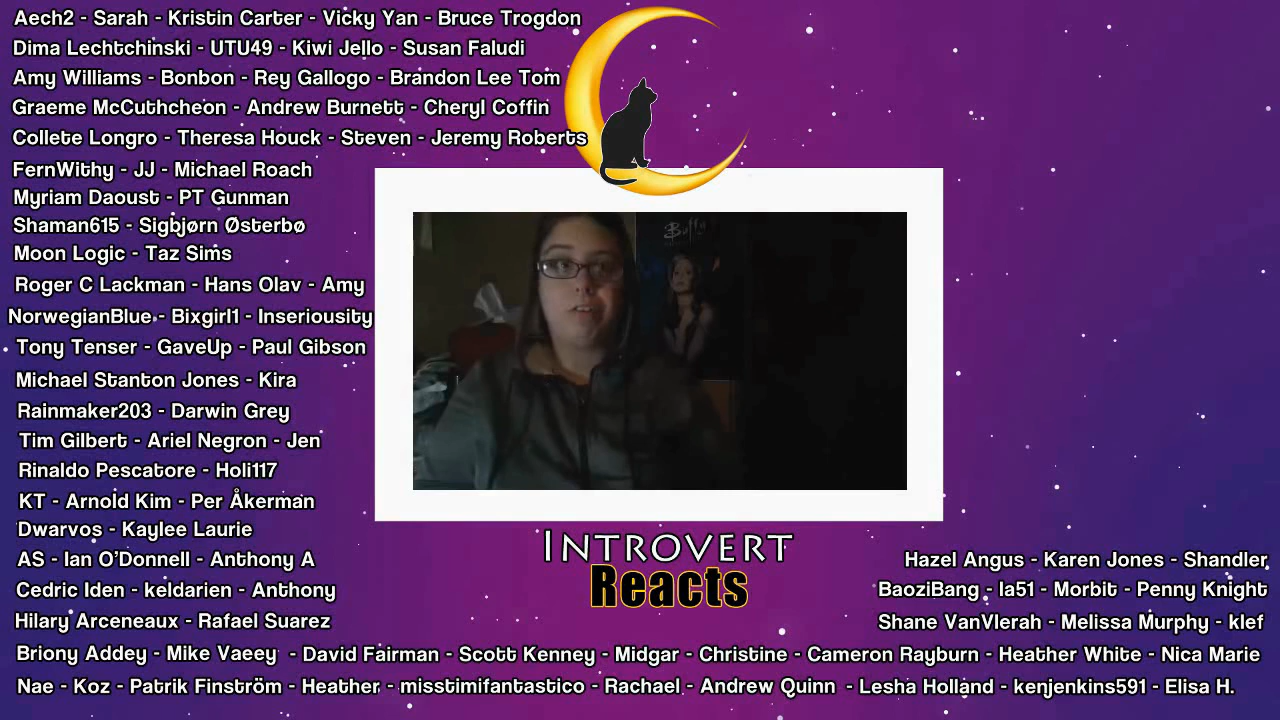 Aech2 - Sarah - Kristin Carter - Vicky Yan - Bruce Trogdon
Dima Lechtchinski - UTU49 - Kiwi Jello - Susan Faludi
Amy Williams - Bonbon - Rey Gallogo - Brandon Lee Tom
Graeme McCuthcheon - Andrew Burnett - Cheryl Coffin
Collete Longro - Theresa Houck - Steven - Jeremy Roberts
FernWithy - JJ - Michael Roach
Myriam Daoust - PT Gunman
Shaman615 - Sigbjørn Østerbø
Moon Logic - Taz Sims
Roger C Lackman - Hans Olav - Amy
NorwegianBlue - Bixgirl1 - Inseriousity
Tony Tenser - GaveUp - Paul Gibson
Michael Stanton Jones - Kira
Rainmaker203 - Darwin Grey
Tim Gilbert - Ariel Negron - Jen
Rinaldo Pescatore - Holi117
KT - Arnold Kim - Per Åkerman
Dwarvos - Kaylee Laurie
AS - Ian O'Donnell - Anthony A
Cedric Iden - keldarien - Anthony
Hilary Arceneaux - Rafael Suarez
Buffy
INTROVERT
Reacts
Hazel Angus - Karen Jones - Shandler
BaoziBang - Ia51 - Morbit - Penny Knight
Shane VanVlerah - Melissa Murphy - klef
Briony Addey - Mike Vaeey - David Fairman - Scott Kenney - Midgar - Christine - Cameron Rayburn - Heather White - Nica Marie
Nae - Koz - Patrik Finström - Heather - misstimifantastico - Rachael - Andrew Quinn - Lesha Holland - kenjenkins591 - Elisa H.